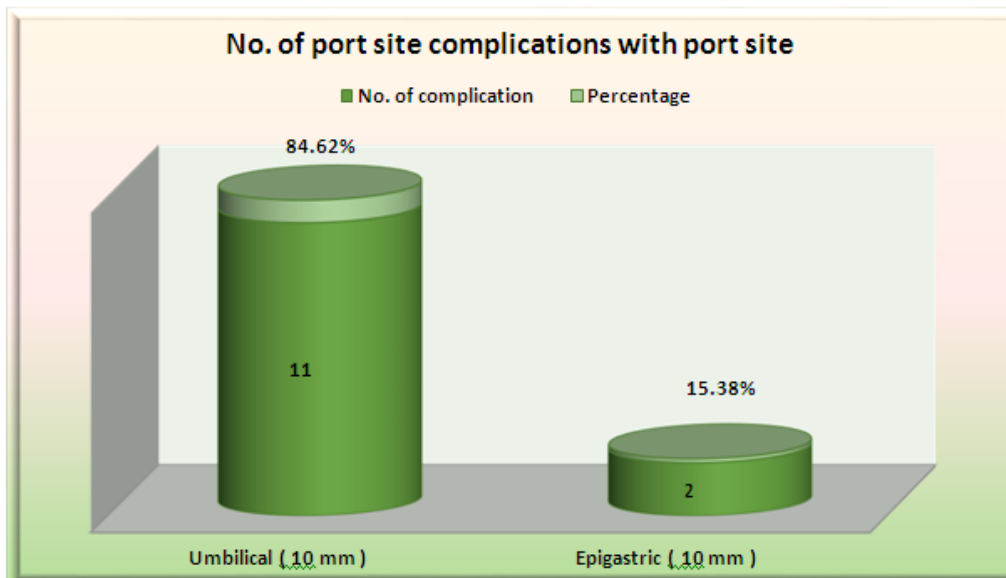 No. of port site complications with port site
No. of complication Percentage
84.62%
11
15.38%
2
Umbilical ( 10 mm ) Epigastric ( 10 mm )